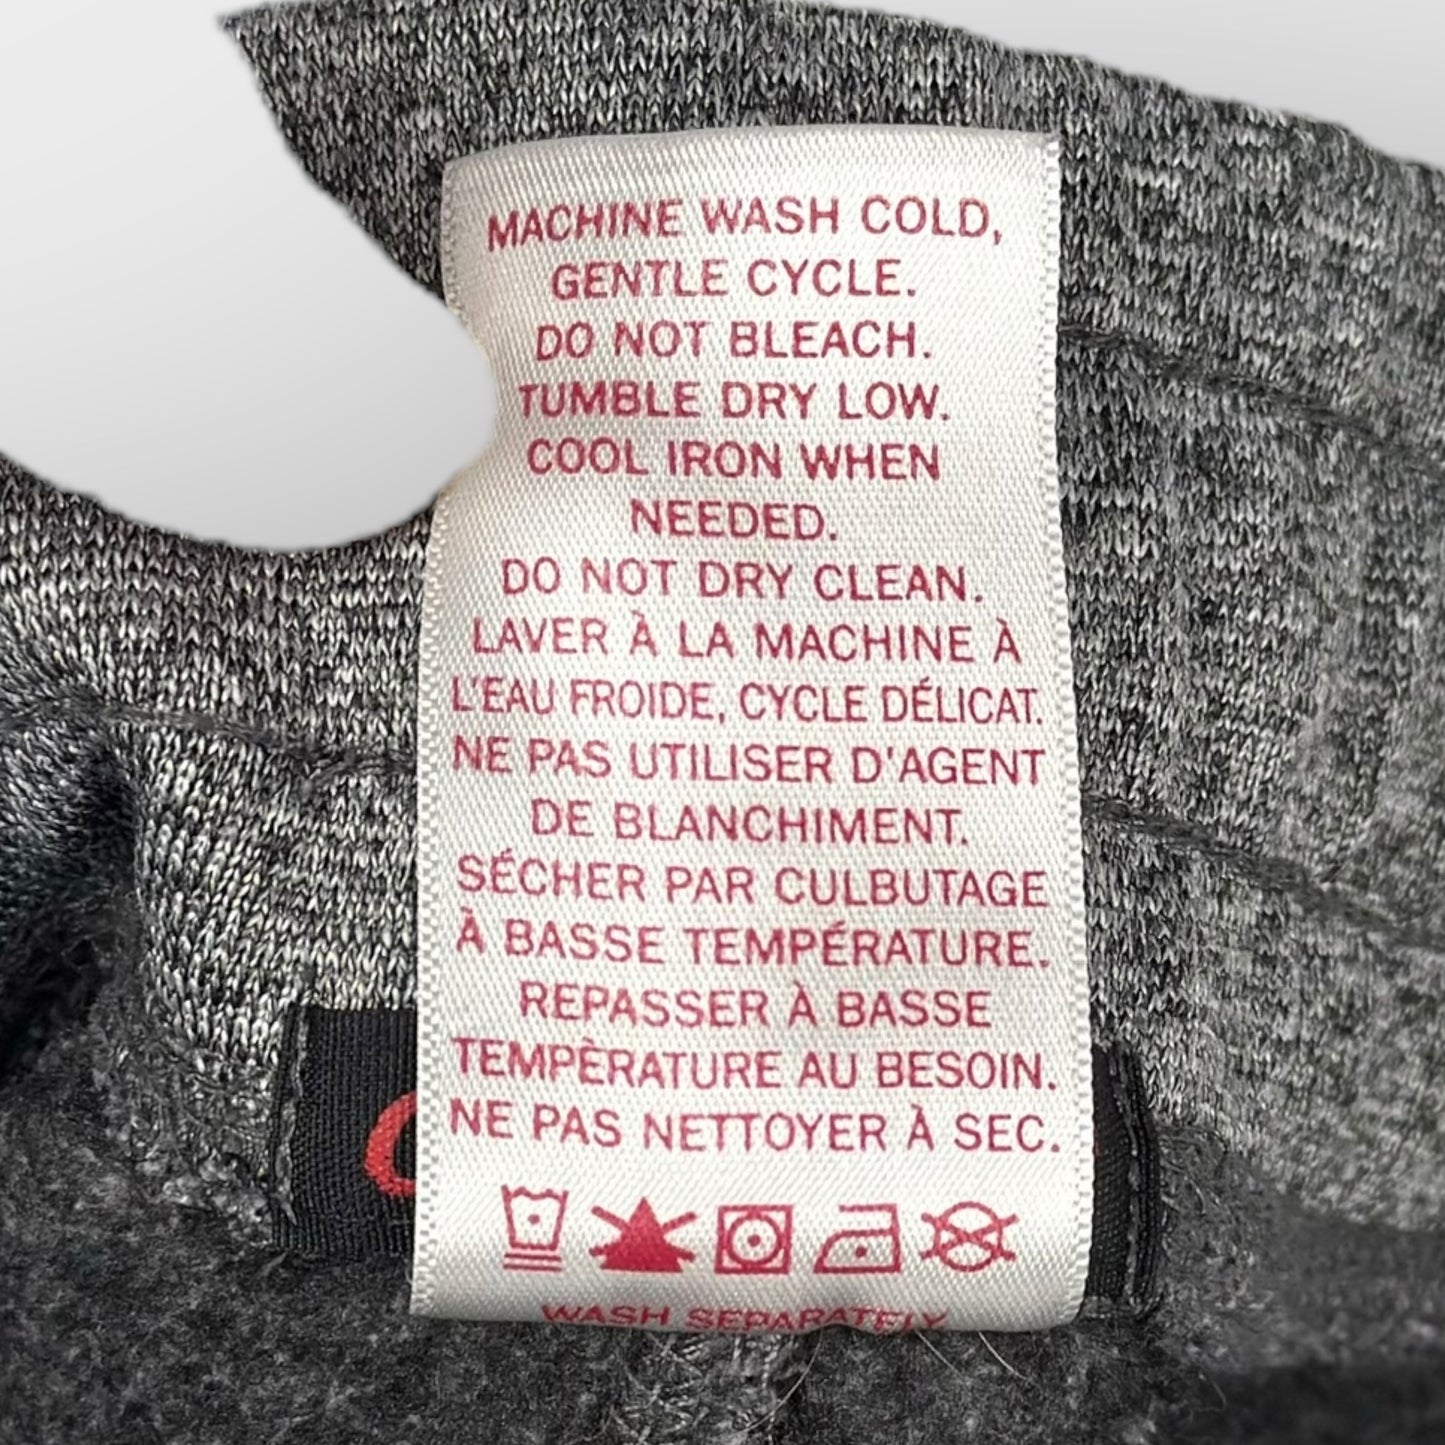 MACHINE WASH COLD,
GENTLE CYCLE.
DO NOT BLEACH.
TUMBLE DRY LOW.
COOL IRON WHEN
NEEDED.
DO NOT DRY CLEAN.
LAVER À LA MACHINE À
L'EAU FROIDE, CYCLE DÉLICAT.
NE PAS UTILISER D'AGENT
DE BLANCHIMENT.
SÉCHER PAR CULBUTAGE
À BASSE TEMPÉRATURE.
REPASSER À BASSE
TEMPÈRATURE AU BESOIN.
NE PAS NETTOYER À SEC.
WASH SEPARATELY